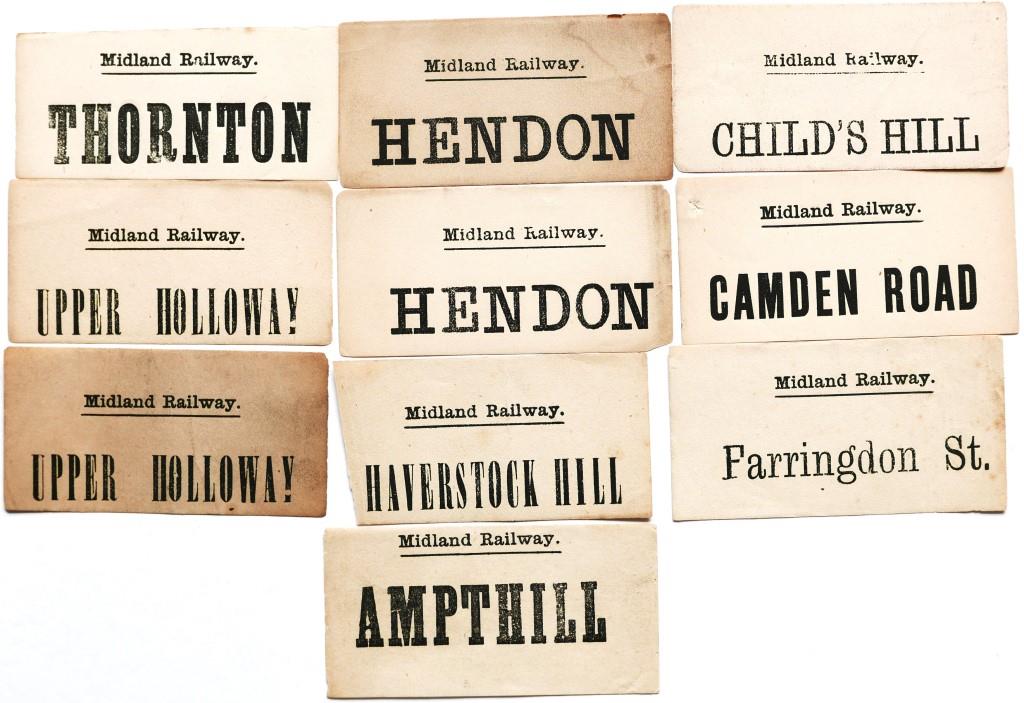 Midland Railway.
THORNTON
Midland Railway.
HENDON
Midland Railway.
CHILD'S HILL
Midland Railway.
UPPER HOLLOWAY
Midland Railway.
HENDON
Midland Railway.
CAMDEN ROAD
Midland Railway.
UPPER HOLLOWAY
Midland Railway.
HAVERSTOCK HILL
Midland Railway.
Farringdon St.
Midland Railway.
AMPTHILL